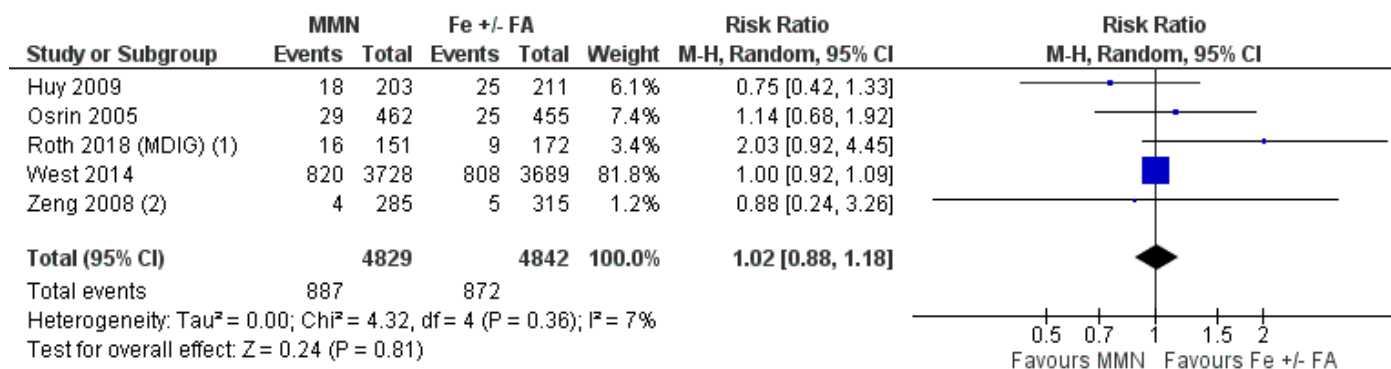 MMN Fe +/- FA Risk Ratio Risk Ratio
Study or Subgroup Events Total Events Total Weight M-H, Random, 95% CI M-H, Random, 95% CI
Huy 2009 18 203 25 211 6.1% 0.75 [0.42, 1.33]
Osrin 2005 29 462 25 455 7.4% 1.14 [0.68, 1.92]
Roth 2018 (MDIG) (1) 16 151 9 172 3.4% 2.03 [0.92, 4.45]
West 2014 820 3728 808 3689 81.8% 1.00 [0.92, 1.09]
Zeng 2008 (2) 4 285 5 315 1.2% 0.88 [0.24, 3.26]
Total (95% CI) 4829 4842 100.0% 1.02 [0.88, 1.18]
Total events 887 872
Heterogeneity: Tau² = 0.00; Chi² = 4.32, df = 4 (P = 0.36); I² = 7%
Test for overall effect: Z = 0.24 (P = 0.81)
0.5 0.7 1 1.5 2
Favours MMN Favours Fe +/- FA